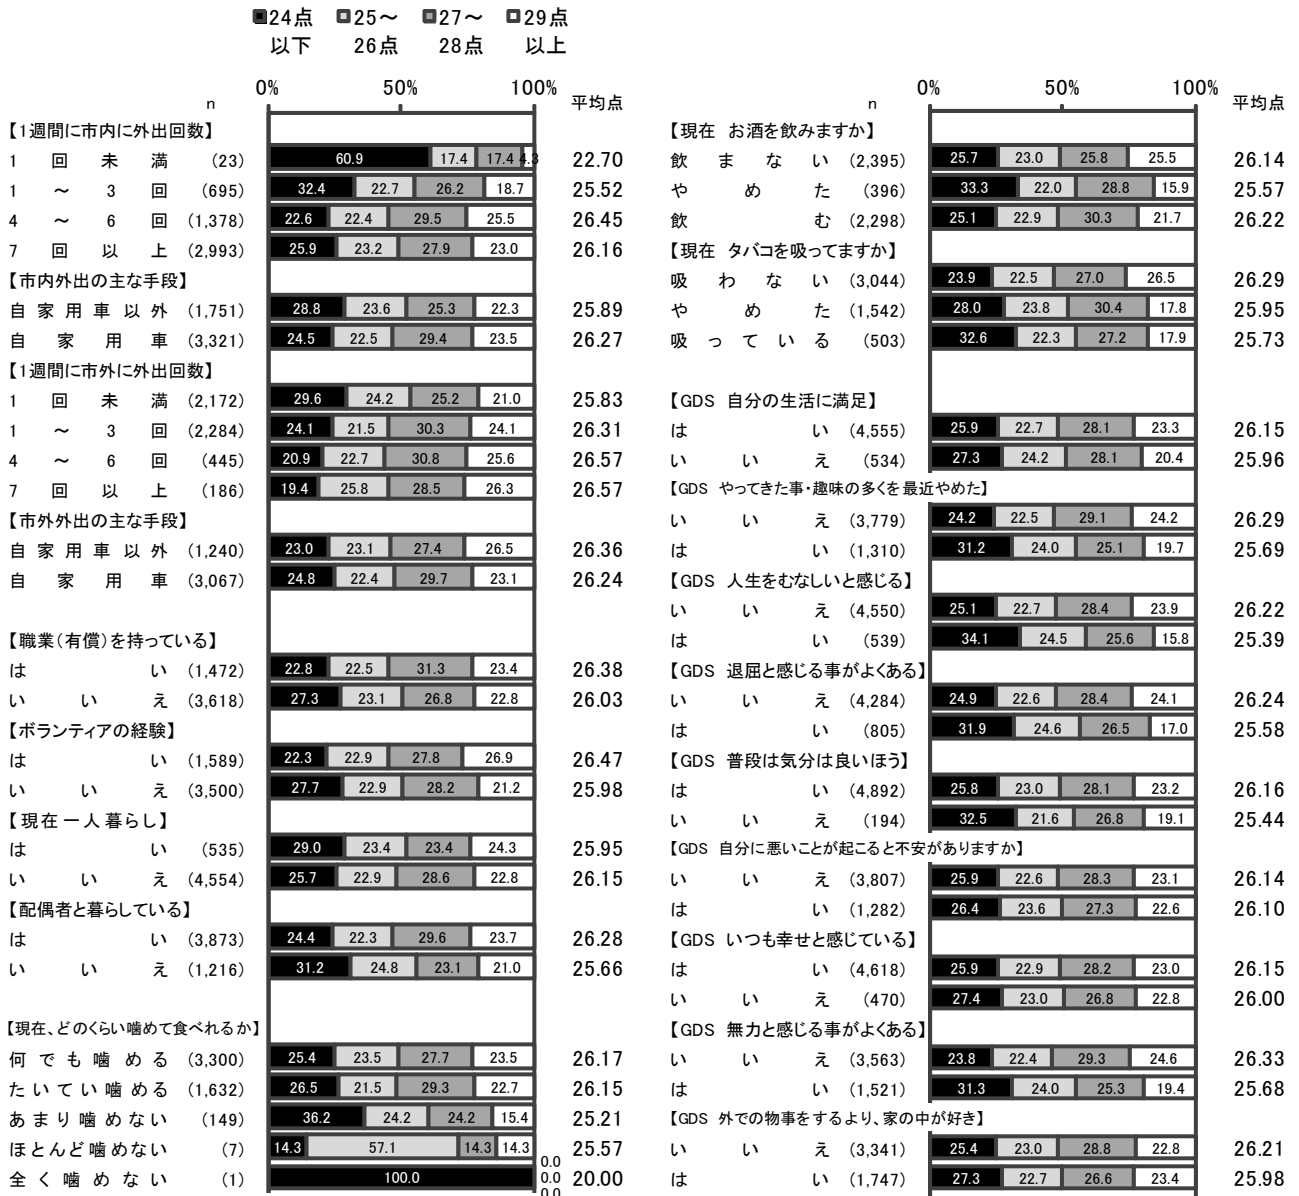 ■24点以下 □25～26点 ■27～28点 □29点以上
n 0% 50% 100% 平均点
【1週間に市内に外出回数】
1回未満 (23) 60.9 17.4 17.4 4.3 22.70
1～3回 (695) 32.4 22.7 26.2 18.7 25.52
4～6回 (1,378) 22.6 22.4 29.5 25.5 26.45
7回以上 (2,993) 25.9 23.2 27.9 23.0 26.16
【市内外出の主な手段】
自家用車以外 (1,751) 28.8 23.6 25.3 22.3 25.89
自家用車 (3,321) 24.5 22.5 29.4 23.5 26.27
【1週間に市外に外出回数】
1回未満 (2,172) 29.6 24.2 25.2 21.0 25.83
1～3回 (2,284) 24.1 21.5 30.3 24.1 26.31
4～6回 (445) 20.9 22.7 30.8 25.6 26.57
7回以上 (186) 19.4 25.8 28.5 26.3 26.57
【市外外出の主な手段】
自家用車以外 (1,240) 23.0 23.1 27.4 26.5 26.36
自家用車 (3,067) 24.8 22.4 29.7 23.1 26.24
【職業(有償)を持っている】
はい (1,472) 22.8 22.5 31.3 23.4 26.38
いいえ (3,618) 27.3 23.1 26.8 22.8 26.03
【ボランティアの経験】
はい (1,589) 22.3 22.9 27.8 26.9 26.47
いいえ (3,500) 27.7 22.9 28.2 21.2 25.98
【現在一人暮らし】
はい (535) 29.0 23.4 23.4 24.3 25.95
いいえ (4,554) 25.7 22.9 28.6 22.8 26.15
【配偶者と暮らしている】
はい (3,873) 24.4 22.3 29.6 23.7 26.28
いいえ (1,216) 31.2 24.8 23.1 21.0 25.66
【現在、どのくらい噛めて食べれるか】
何でも噛める (3,300) 25.4 23.5 27.7 23.5 26.17
たいてい噛める (1,632) 26.5 21.5 29.3 22.7 26.15
あまり噛めない (149) 36.2 24.2 24.2 15.4 25.21
ほとんど噛めない (7) 14.3 57.1 14.3 14.3 25.57
全く噛めない (1) 100.0 0.0 0.0 0.0 20.00
n 0% 50% 100% 平均点
【現在 お酒を飲みますか】
飲まない (2,395) 25.7 23.0 25.8 25.5 26.14
やめた (396) 33.3 22.0 28.8 15.9 25.57
飲む (2,298) 25.1 22.9 30.3 21.7 26.22
【現在 タバコを吸ってますか】
吸わない (3,044) 23.9 22.5 27.0 26.5 26.29
やめた (1,542) 28.0 23.8 30.4 17.8 25.95
吸っている (503) 32.6 22.3 27.2 17.9 25.73
【GDS 自分の生活に満足】
はい (4,555) 25.9 22.7 28.1 23.3 26.15
いいえ (534) 27.3 24.2 28.1 20.4 25.96
【GDS やってきた事・趣味の多くを最近やめた】
いいえ (3,779) 24.2 22.5 29.1 24.2 26.29
はい (1,310) 31.2 24.0 25.1 19.7 25.69
【GDS 人生をむなしいと感じる】
いいえ (4,550) 25.1 22.7 28.4 23.9 26.22
はい (539) 34.1 24.5 25.6 15.8 25.39
【GDS 退屈と感じる事がよくある】
いいえ (4,284) 24.9 22.6 28.4 24.1 26.24
はい (805) 31.9 24.6 26.5 17.0 25.58
【GDS 普段は気分は良いほう】
はい (4,892) 25.8 23.0 28.1 23.2 26.16
いいえ (194) 32.5 21.6 26.8 19.1 25.44
【GDS 自分に悪いことが起こると不安がありますか】
いいえ (3,807) 25.9 22.6 28.3 23.1 26.14
はい (1,282) 26.4 23.6 27.3 22.6 26.10
【GDS いつも幸せと感じている】
はい (4,618) 25.9 22.9 28.2 23.0 26.15
いいえ (470) 27.4 23.0 26.8 22.8 26.00
【GDS 無力と感じる事がよくある】
いいえ (3,563) 23.8 22.4 29.3 24.6 26.33
はい (1,521) 31.3 24.0 25.3 19.4 25.68
【GDS 外での物事をするより、家の中が好き】
いいえ (3,341) 25.4 23.0 28.8 22.8 26.21
はい (1,747) 27.3 22.7 26.6 23.4 25.98